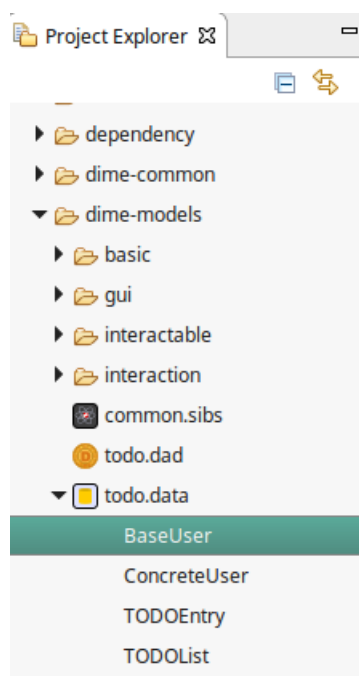 Project Explorer
dependency
dime-common
dime-models
basic
gui
interactable
interaction
common.sibs
todo.dad
todo.data
BaseUser
ConcreteUser
TODOEntry
TODOList